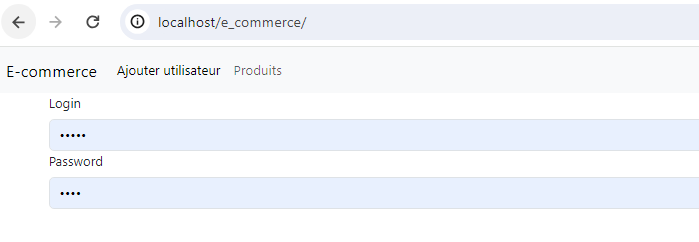 localhost/e_commerce/
E-commerce Ajouter utilisateur Produits
Login
•••••
Password
••••